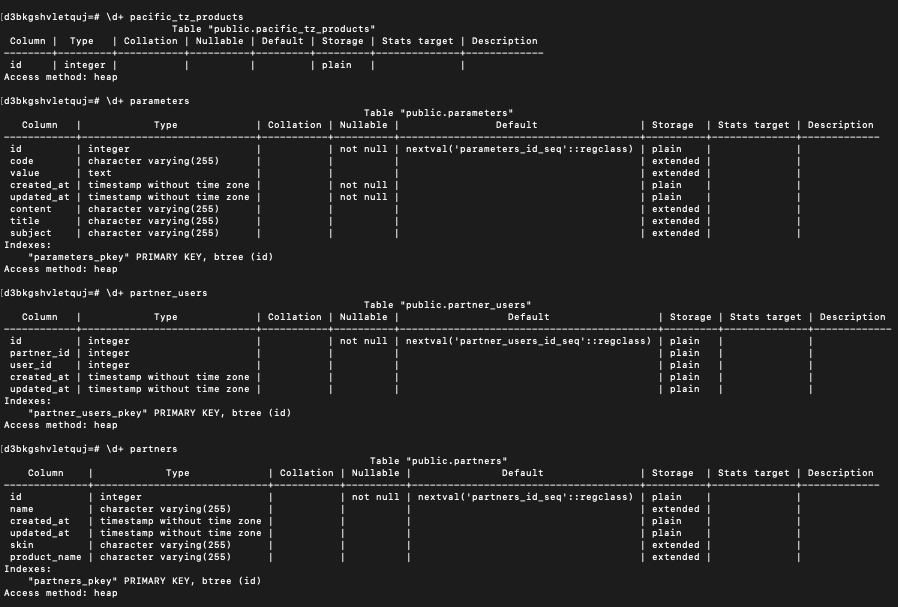 [d3bkgshvletquj=# \d+ pacific_tz_products
Table "public.pacific_tz_products"
Column | Type | Collation | Nullable | Default | Storage | Stats target | Description
--------+---------+-----------+----------+---------+---------+--------------+-------------
id | integer | | | | plain | |
Access method: heap
[d3bkgshvletquj=# \d+ parameters
Table "public.parameters"
Column | Type | Collation | Nullable | Default | Storage | Stats target | Description
------------+-----------------------------+-----------+----------+----------------------------------------+----------+--------------+-------------
id | integer | | not null | nextval('parameters_id_seq'::regclass) | plain | |
code | character varying(255) | | | | extended | |
value | text | | | | extended | |
created_at | timestamp without time zone | | not null | | plain | |
updated_at | timestamp without time zone | | not null | | plain | |
content | character varying(255) | | | | extended | |
title | character varying(255) | | | | extended | |
subject | character varying(255) | | | | extended | |
Indexes:
"parameters_pkey" PRIMARY KEY, btree (id)
Access method: heap
[d3bkgshvletquj=# \d+ partner_users
Table "public.partner_users"
Column | Type | Collation | Nullable | Default | Storage | Stats target | Description
------------+-----------------------------+-----------+----------+-------------------------------------------+---------+--------------+-------------
id | integer | | not null | nextval('partner_users_id_seq'::regclass) | plain | |
partner_id | integer | | | | plain | |
user_id | integer | | | | plain | |
created_at | timestamp without time zone | | | | plain | |
updated_at | timestamp without time zone | | | | plain | |
Indexes:
"partner_users_pkey" PRIMARY KEY, btree (id)
Access method: heap
[d3bkgshvletquj=# \d+ partners
Table "public.partners"
Column | Type | Collation | Nullable | Default | Storage | Stats target | Description
--------------+-----------------------------+-----------+----------+--------------------------------------+----------+--------------+-------------
id | integer | | not null | nextval('partners_id_seq'::regclass) | plain | |
name | character varying(255) | | | | extended | |
created_at | timestamp without time zone | | | | plain | |
updated_at | timestamp without time zone | | | | plain | |
skin | character varying(255) | | | | extended | |
product_name | character varying(255) | | | | extended | |
Indexes:
"partners_pkey" PRIMARY KEY, btree (id)
Access method: heap